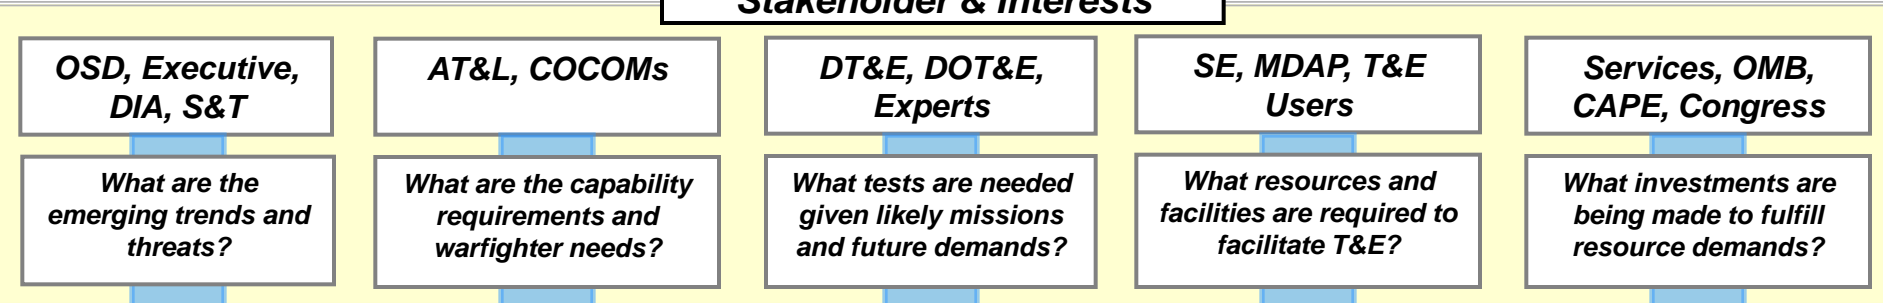 Stakeholder & Interests
OSD, Executive,
DIA, S&T
AT&L, COCOMs
DT&E, DOT&E,
Experts
SE, MDAP, T&E
Users
Services, OMB,
CAPE, Congress
What are the
emerging trends and
threats?
What are the capability
requirements and
warfighter needs?
What tests are needed
given likely missions
and future demands?
What resources and
facilities are required to
facilitate T&E?
What investments are
being made to fulfill
resource demands?